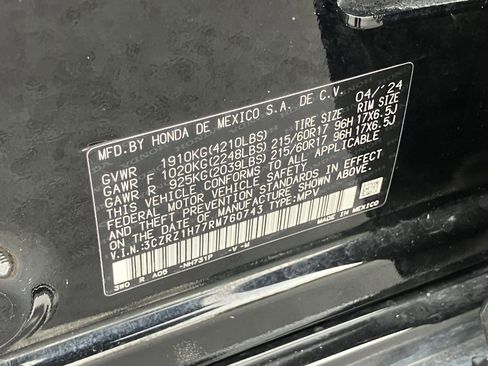 MFD. BY HONDA DE MEXICO S.A. DE C.V. 04/24
TIRE SIZE RIM SIZE
GVWR 1910KG(4210LBS)
GAWR F 1020KG(2248LBS) 215/60R17 96H 17X6.5J
GAWR R 925KG(2039LBS) 215/60R17 96H 17X6.5J
THIS VEHICLE CONFORMS TO ALL APPLICABLE
FEDERAL MOTOR VEHICLE SAFETY, BUMPER,
AND THEFT PREVENTION STANDARDS IN EFFECT
ON THE DATE OF MANUFACTURE SHOWN ABOVE.
V.I.N.:3CZRZ1H77RM760743 TYPE:MPV
3W0 R A05 -NH731P -V-M
MADE IN MEXICO